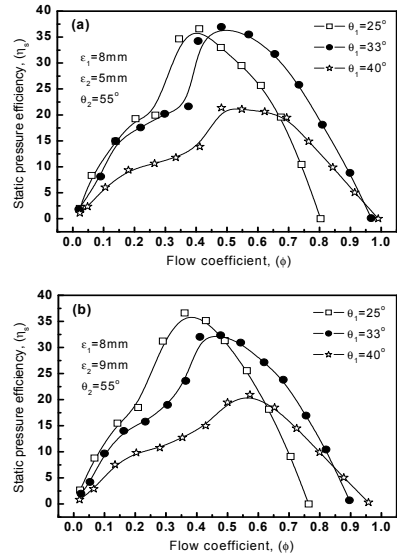 (a)
ε₁=8mm
ε₂=5mm
θ₂=55°
θ₁=25°
θ₁=33°
θ₁=40°
Static pressure efficiency, (ηₛ)
40
35
30
25
20
15
10
5
0
0.0 0.1 0.2 0.3 0.4 0.5 0.6 0.7 0.8 0.9 1.0
Flow coefficient, (ϕ)
(b)
ε₁=8mm
ε₂=9mm
θ₂=55°
θ₁=25°
θ₁=33°
θ₁=40°
Static pressure efficiency, (ηₛ)
40
35
30
25
20
15
10
5
0
0.0 0.1 0.2 0.3 0.4 0.5 0.6 0.7 0.8 0.9 1.0
Flow coefficient, (ϕ)